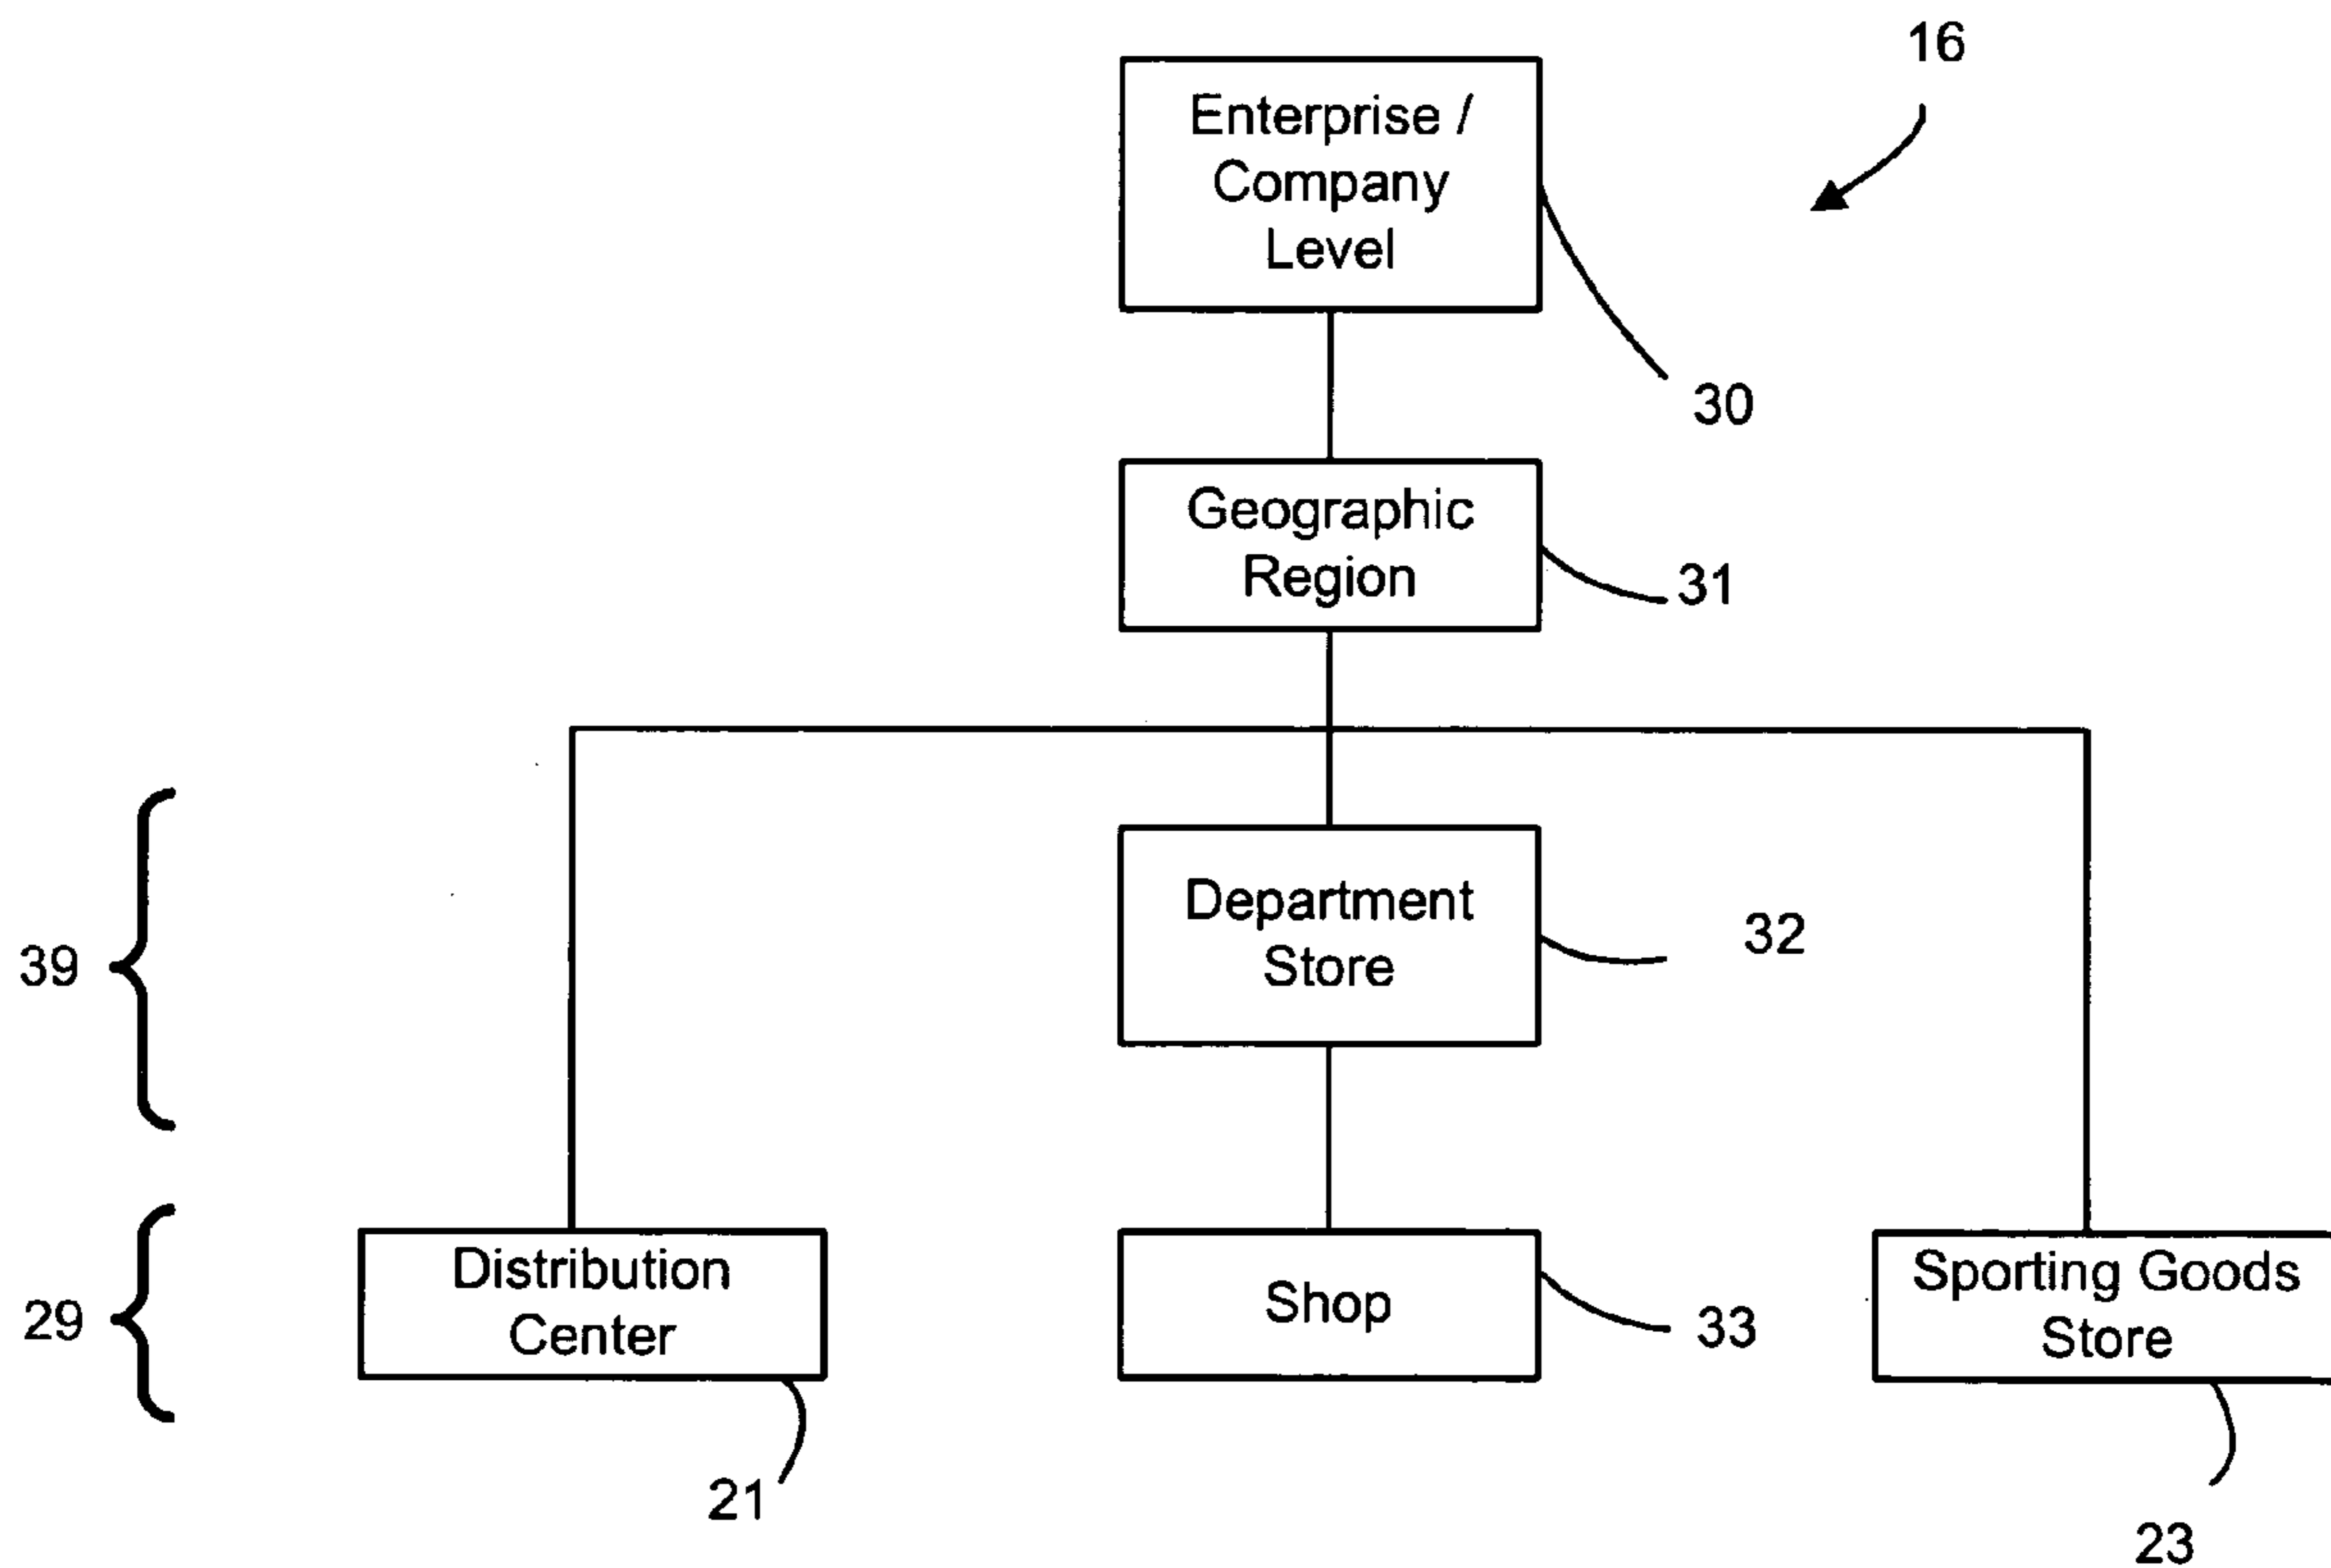 16
Enterprise /
Company
Level
30
Geographic
Region
31
Department
Store
32
39
Distribution
Center
Shop
Sporting Goods
Store
29
33
21
23